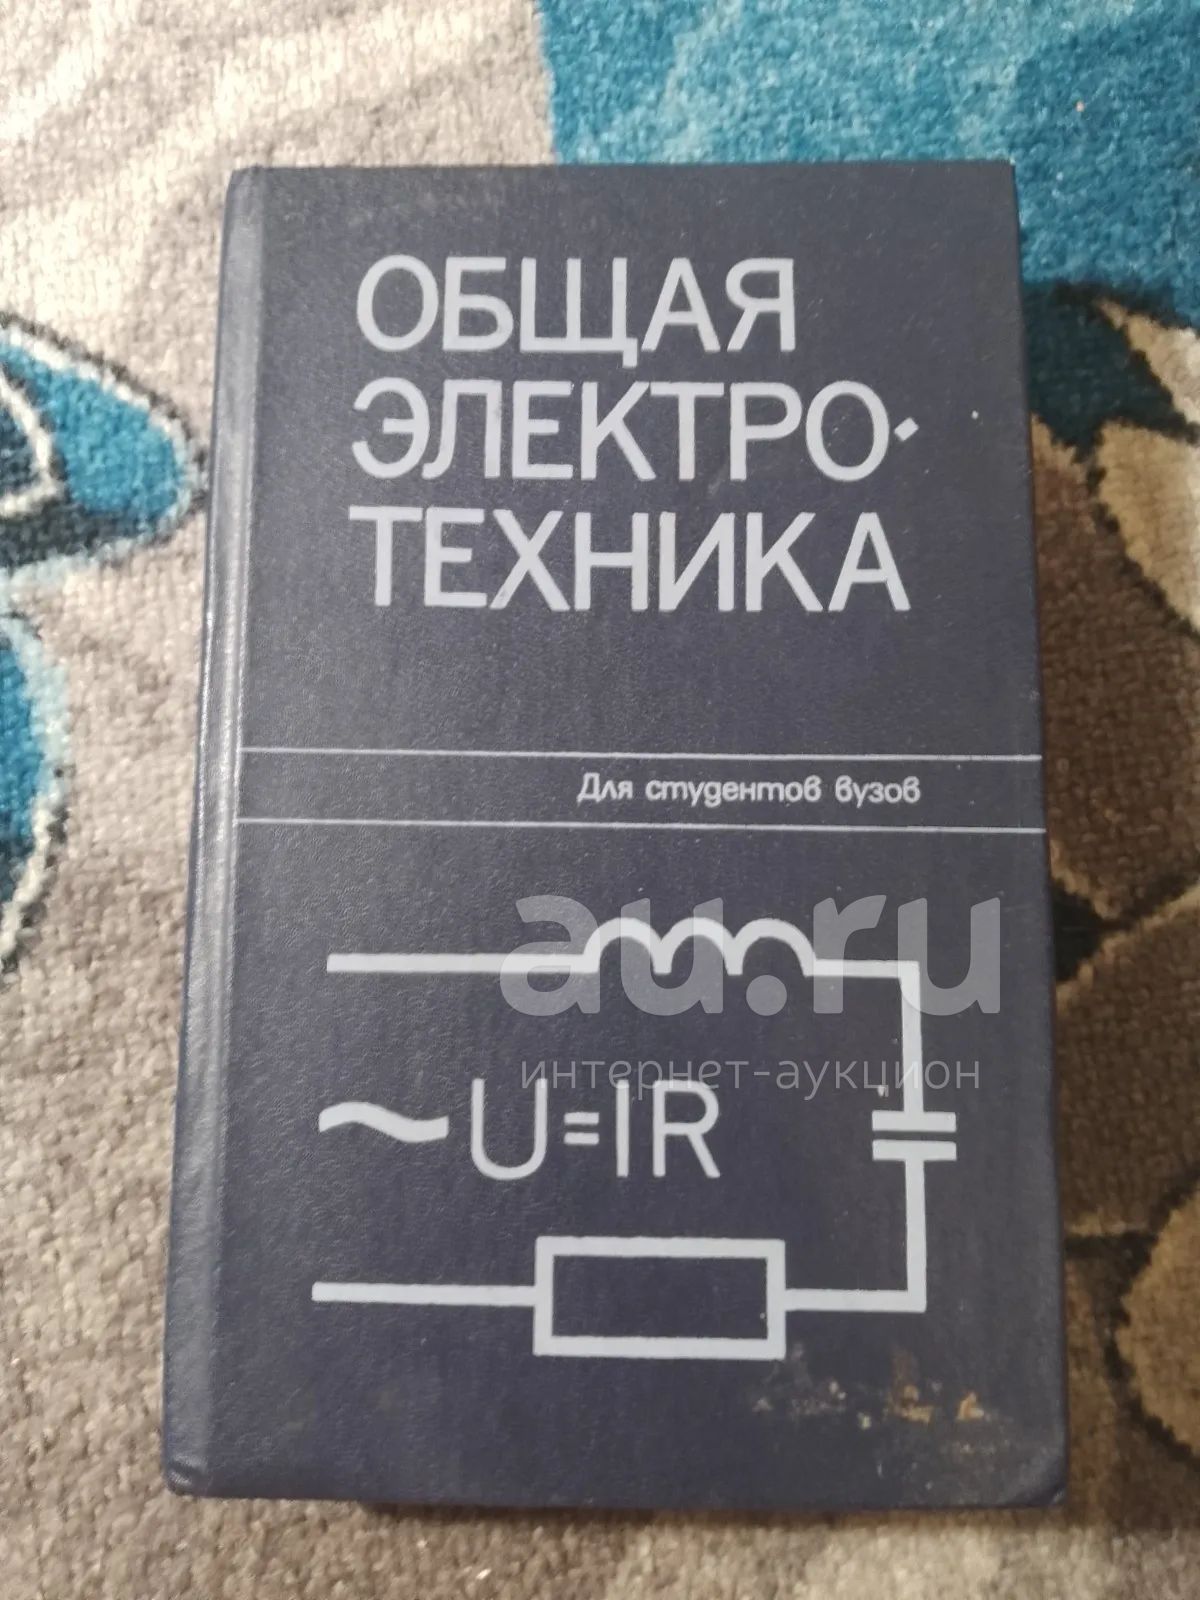 ОБЩАЯ
ЭЛЕКТРО-
ТЕХНИКА
Для студентов вузов
au.ru
интернет-аукцион
~U=IR